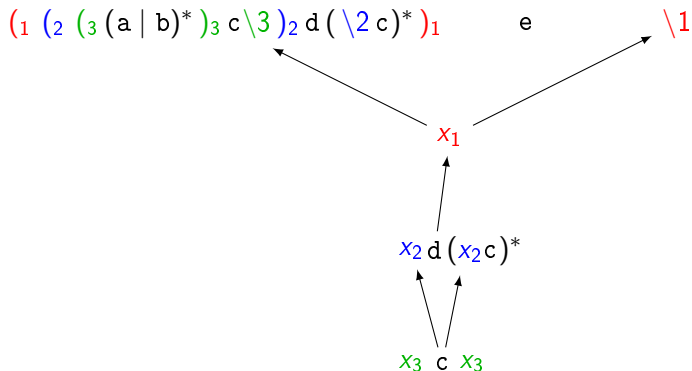 (₁ (₂ (₃ (a | b)* )₃ c\3 )₂ d ( \2 c)* )₁ e \1
x₁
x₂ d (x₂ c)*
x₃ c x₃